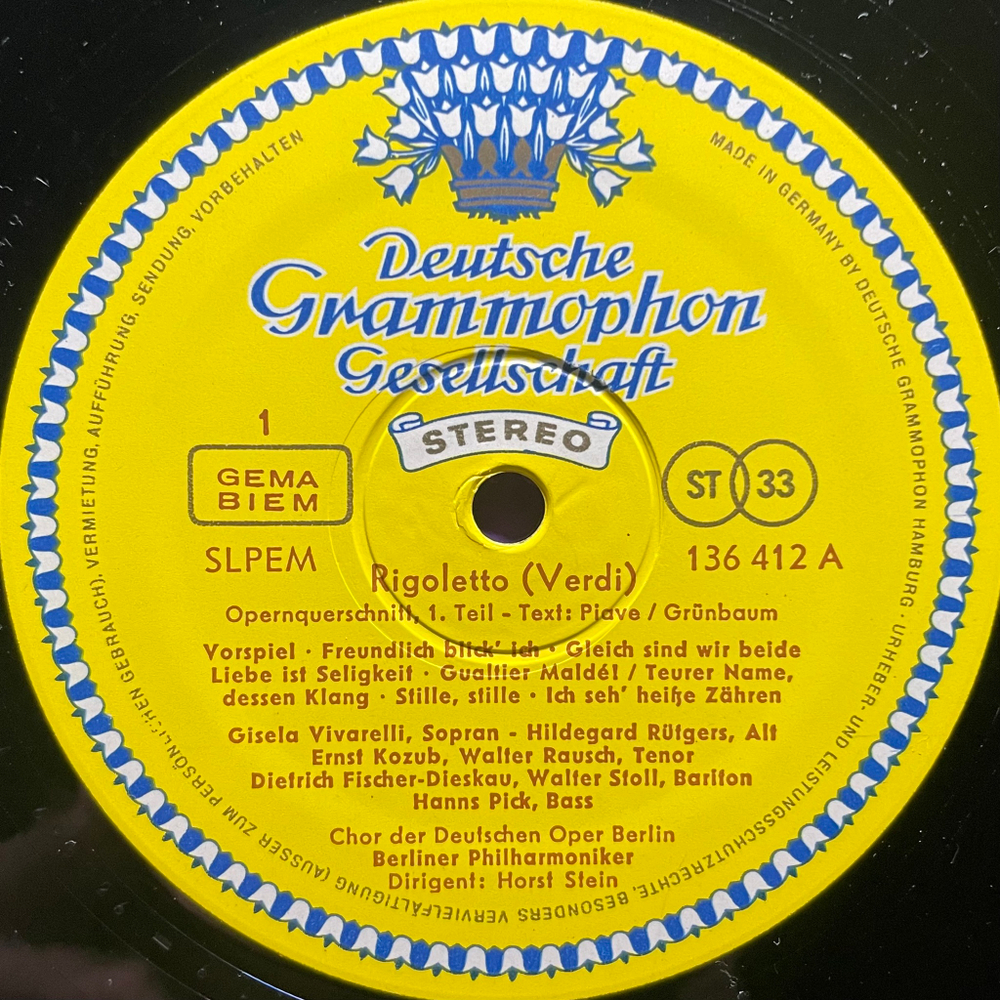 Deutsche
Grammophon
Gesellschaft
STEREO
1
GEMA
BIEM
ST 33
SLPEM
136 412 A
Rigoletto (Verdi)
Opernquerschnitt, 1. Teil - Text: Piave / Grünbaum
Vorspiel · Freundlich blick' ich · Gleich sind wir beide
Liebe ist Seligkeit · Gualtier Maldé! / Teurer Name,
dessen Klang · Stille, stille · Ich seh' heiße Zähren
Gisela Vivarelli, Sopran - Hildegard Rütgers, Alt
Ernst Kozub, Walter Rausch, Tenor
Dietrich Fischer-Dieskau, Walter Stoll, Bariton
Hanns Pick, Bass
Chor der Deutschen Oper Berlin
Berliner Philharmoniker
Dirigent: Horst Stein
MADE IN GERMANY BY DEUTSCHE GRAMMOPHON HAMBURG · URHEBER- UND LEISTUNGSSCHUTZRECHTE, BESONDERS VERVIELFÄLTIGUNG (AUSSER ZUM PERSÖNLICHEN GEBRAUCH), VERMIETUNG, AUFFÜHRUNG, SENDUNG, VORBEHALTEN